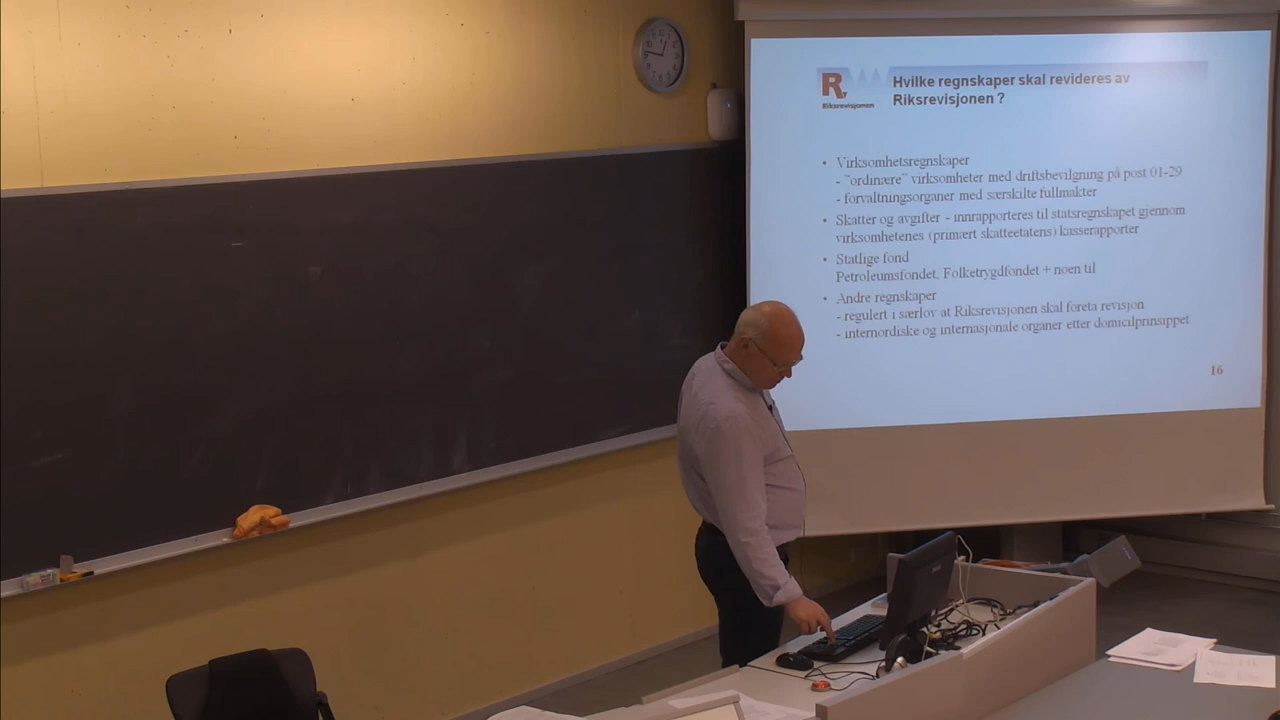 R
Riksrevisjonen
Hvilke regnskaper skal revideres av
Riksrevisjonen ?
• Virksomhetsregnskaper
- "ordinære" virksomheter med driftsbevilgning på post 01-29
- forvaltningsorganer med særskilte fullmakter
• Skatter og avgifter - innrapporteres til statsregnskapet gjennom
virksomhetenes (primært skatteetatens) kasserapporter
• Statlige fond
Petroleumsfondet, Folketrygdfondet + noen til
• Andre regnskaper
- regulert i særlov at Riksrevisjonen skal foreta revisjon
- internordiske og internasjonale organer etter domicilprinsippet
16